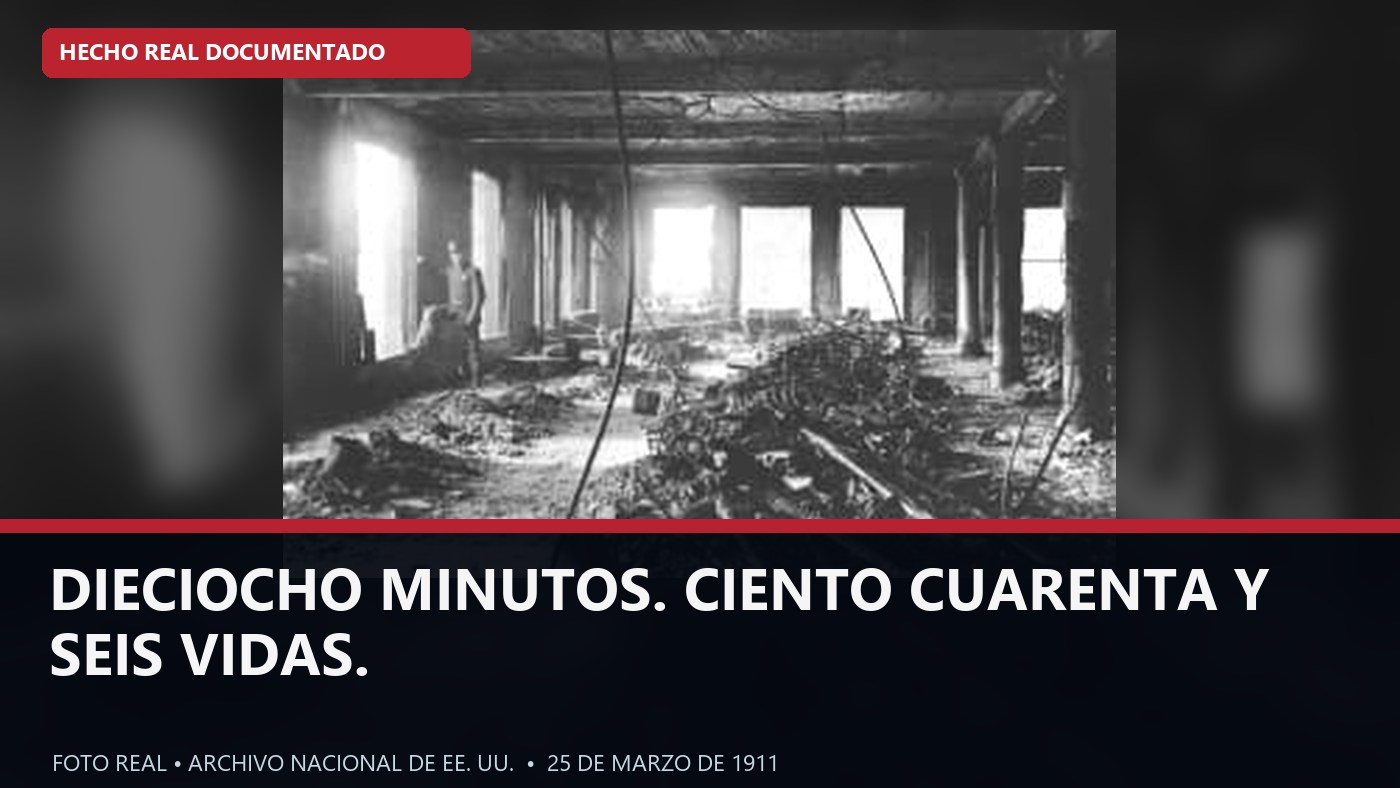 HECHO REAL DOCUMENTADO
DIECIOCHO MINUTOS. CIENTO CUARENTA Y
SEIS VIDAS.
FOTO REAL • ARCHIVO NACIONAL DE EE. UU. • 25 DE MARZO DE 1911